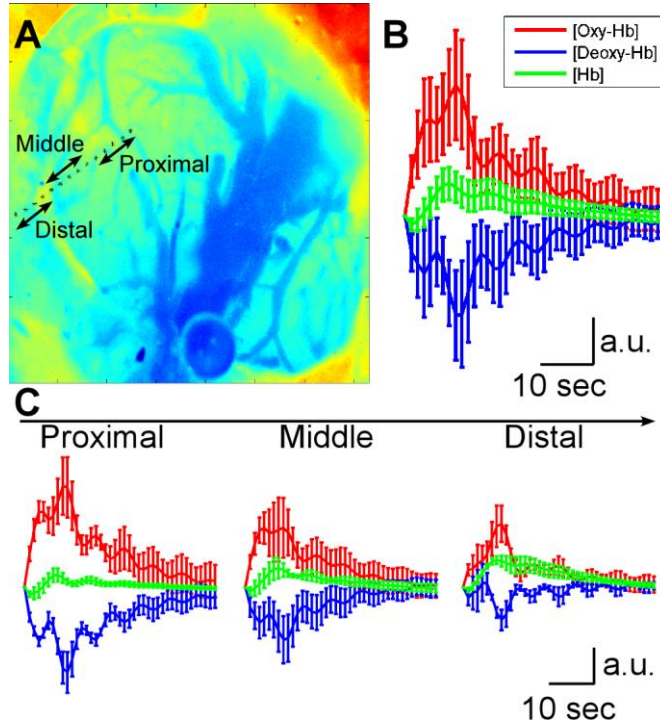 A
Middle
Proximal
Distal
B
[Oxy-Hb]
[Deoxy-Hb]
[Hb]
a.u.
10 sec
C
Proximal
Middle
Distal
a.u.
10 sec